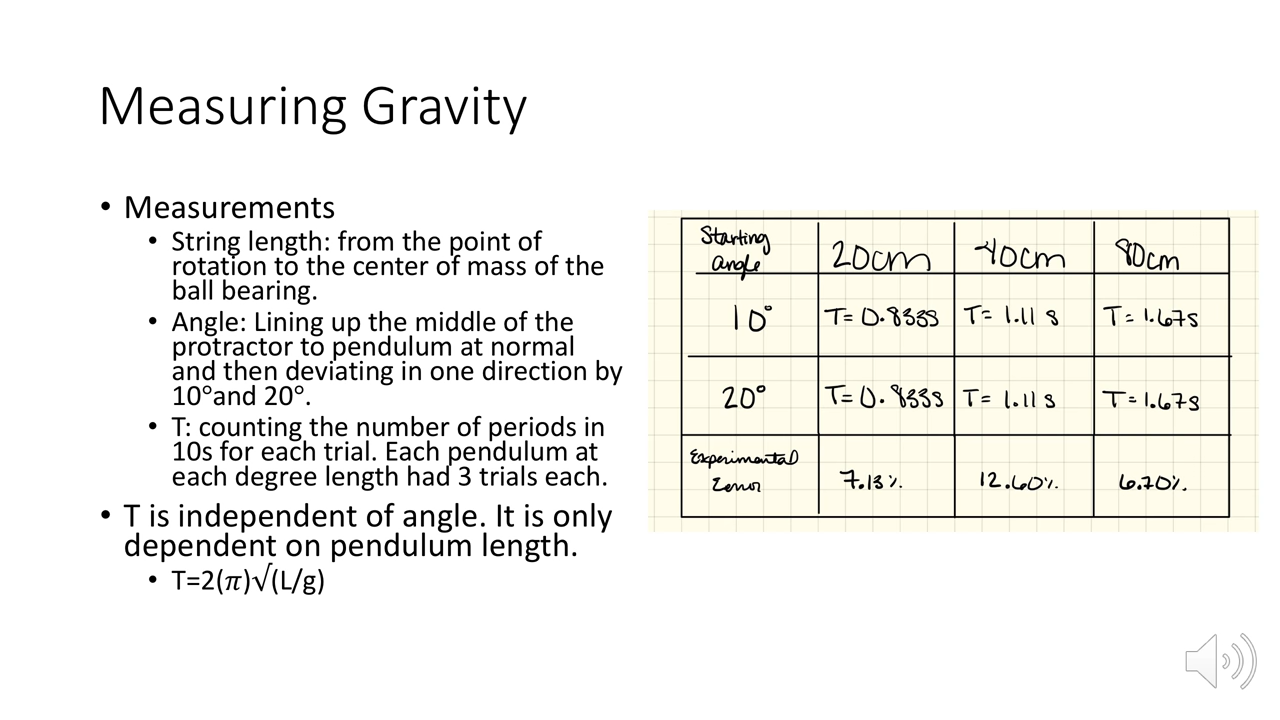 Measuring Gravity
• Measurements
• String length: from the point of
rotation to the center of mass of the
ball bearing.
• Angle: Lining up the middle of the
protractor to pendulum at normal
and then deviating in one direction by
10°and 20°.
• T: counting the number of periods in
10s for each trial. Each pendulum at
each degree length had 3 trials each.
• T is independent of angle. It is only
dependent on pendulum length.
• T=2(𝜋)√(L/g)
Starting
angle 20cm 40cm 80cm
10° T= 0.833s T= 1.11 s T= 1.67s
20° T= 0.833s T= 1.11 s T= 1.67s
Experimental
Error 7.13% 12.60% 6.70%